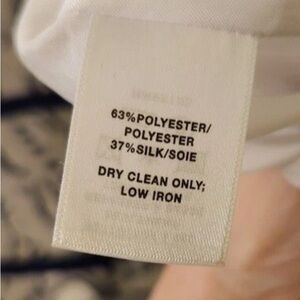 63%POLYESTER/
POLYESTER
37%SILK/SOIE
DRY CLEAN ONLY;
LOW IRON